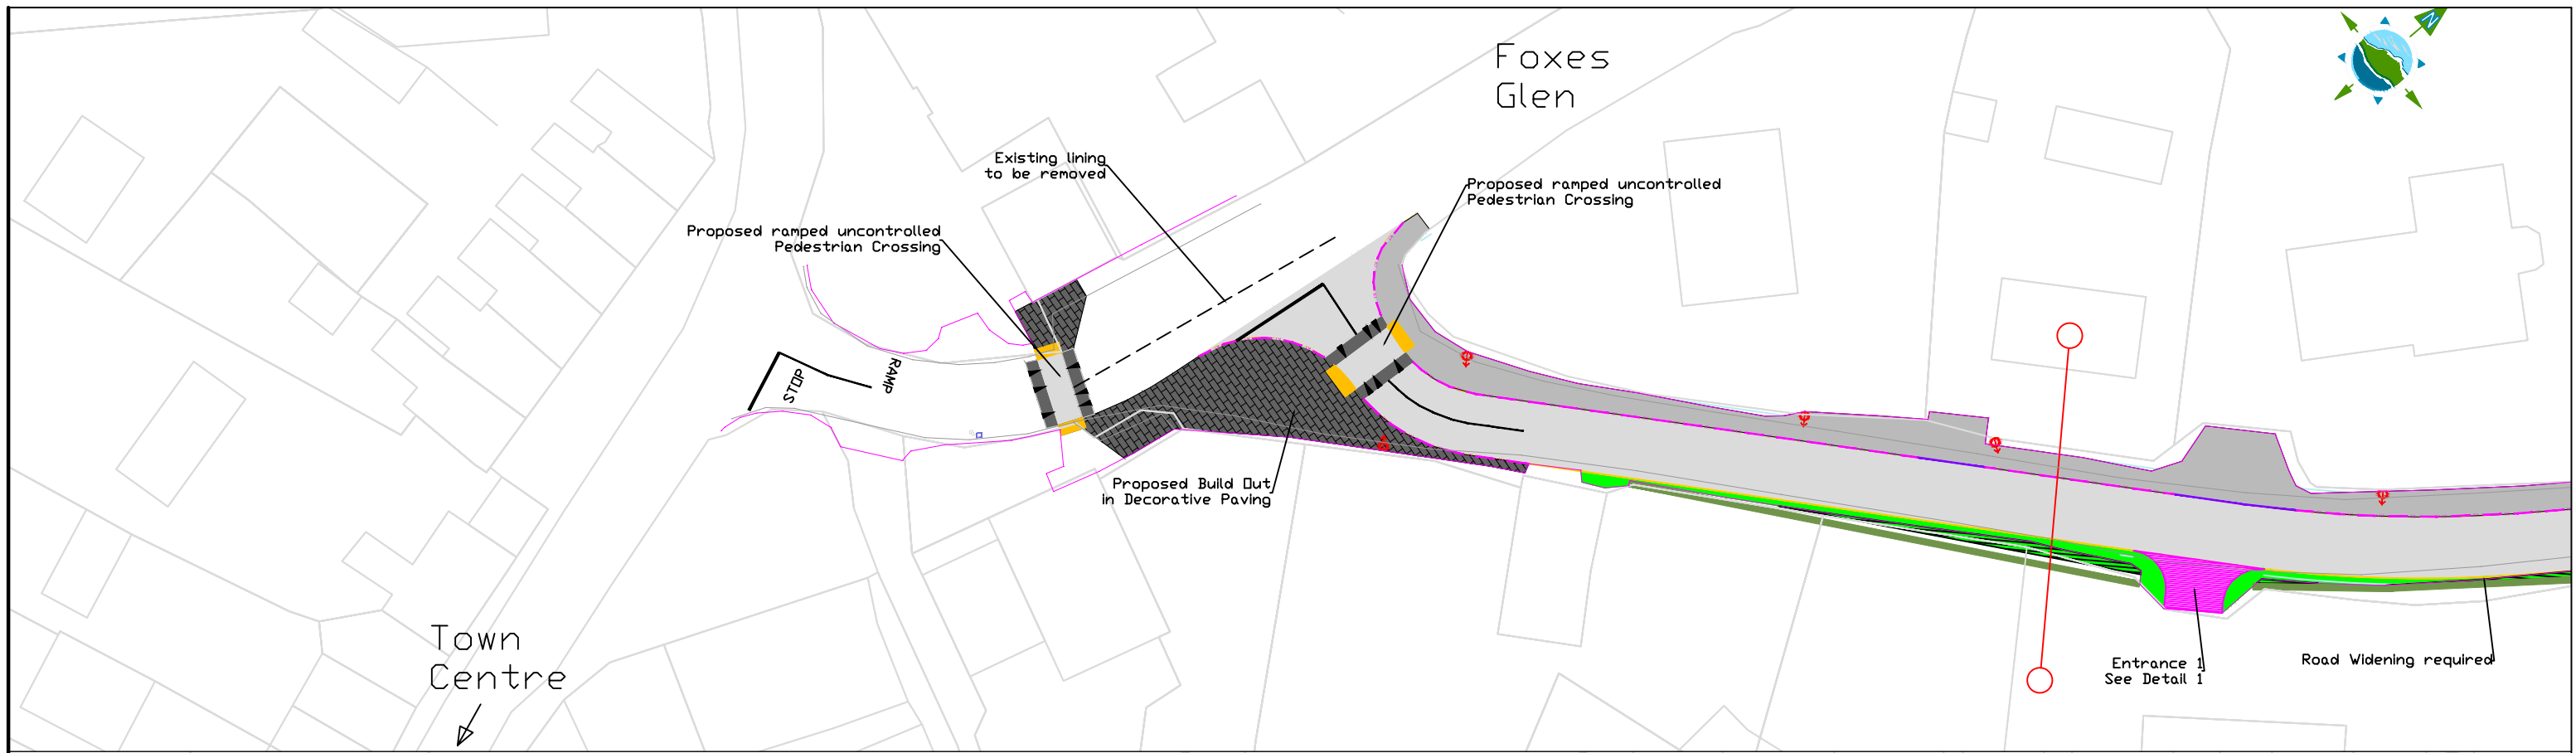 N
Foxes
Glen
Existing lining
to be removed
Proposed ramped uncontrolled
Pedestrian Crossing
Proposed ramped uncontrolled
Pedestrian Crossing
STOP
RAMP
Proposed Build Out
in Decorative Paving
Town
Centre
Entrance 1
See Detail 1
Road Widening required